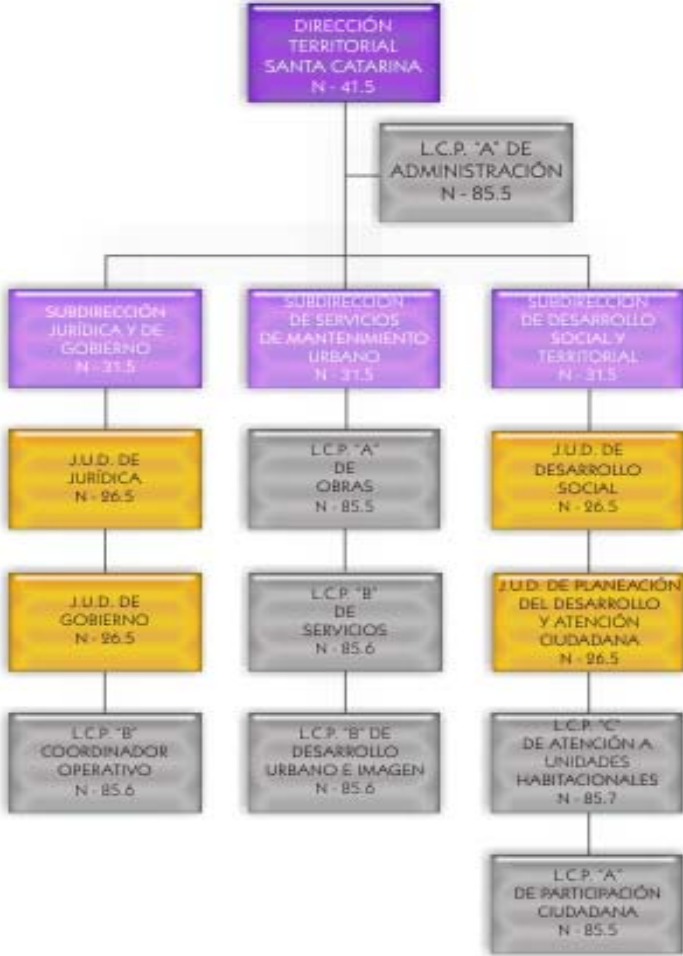 DIRECCIÓN
TERRITORIAL
SANTA CATARINA
N - 41.5
L.C.P. "A" DE
ADMINISTRACIÓN
N - 85.5
SUBDIRECCIÓN
JURÍDICA Y DE
GOBIERNO
N - 31.5
SUBDIRECCIÓN
DE SERVICIOS
DE MANTENIMIENTO
URBANO
N - 31.5
SUBDIRECCIÓN
DE DESARROLLO
SOCIAL Y
TERRITORIAL
N - 31.5
J.U.D. DE
JURÍDICA
N - 26.5
L.C.P. "A"
DE
OBRAS
N - 85.5
J.U.D. DE
DESARROLLO
SOCIAL
N - 26.5
J.U.D. DE
GOBIERNO
N - 26.5
L.C.P. "B"
DE
SERVICIOS
N - 85.6
J.U.D. DE PLANEACIÓN
DEL DESARROLLO
Y ATENCIÓN
CIUDADANA
N - 26.5
L.C.P. "B"
COORDINADOR
OPERATIVO
N - 85.6
L.C.P. "B" DE
DESARROLLO
URBANO E IMAGEN
N - 85.6
L.C.P. "C"
DE ATENCIÓN A
UNIDADES
HABITACIONALES
N - 85.7
L.C.P. "A"
DE PARTICIPACIÓN
CIUDADANA
N - 85.5